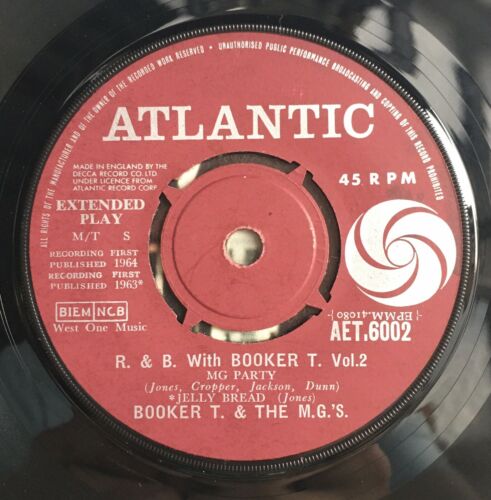 ALL RIGHTS OF THE MANUFACTURER AND OF THE OWNER OF THE RECORDED WORK RESERVED • UNAUTHORISED PUBLIC PERFORMANCE BROADCASTING AND COPYING OF THIS RECORD PROHIBITED
ATLANTIC
MADE IN ENGLAND BY THE
DECCA RECORD CO. LTD.
UNDER LICENCE FROM
ATLANTIC RECORD CORP.
45 RPM
EXTENDED
PLAY
M/T S
RECORDING FIRST
PUBLISHED 1964
RECORDING FIRST
PUBLISHED 1963*
BIEM NCB
West One Music
(EPMM.41080-)
AET.6002
R. & B. With BOOKER T. Vol.2
MG PARTY
(Jones, Cropper, Jackson, Dunn)
*JELLY BREAD (Jones)
BOOKER T. & THE M.G.'S.